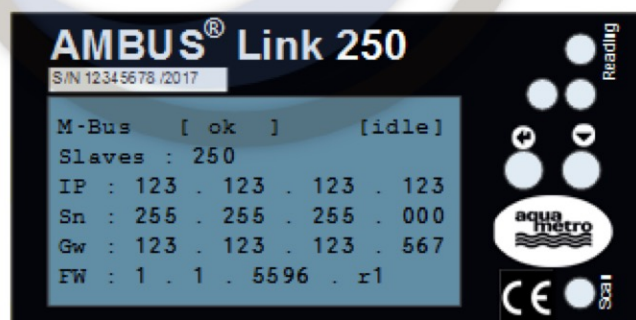 AMBUS® Link 250
S/N 12345678 /2017
M-Bus [ ok ] [idle]
Slaves : 250
IP : 123 . 123 . 123 . 123
Sn : 255 . 255 . 255 . 000
Gw : 123 . 123 . 123 . 567
FW : 1 . 1 . 5596 . r1
Reading
aqua
metro
CE
Scan